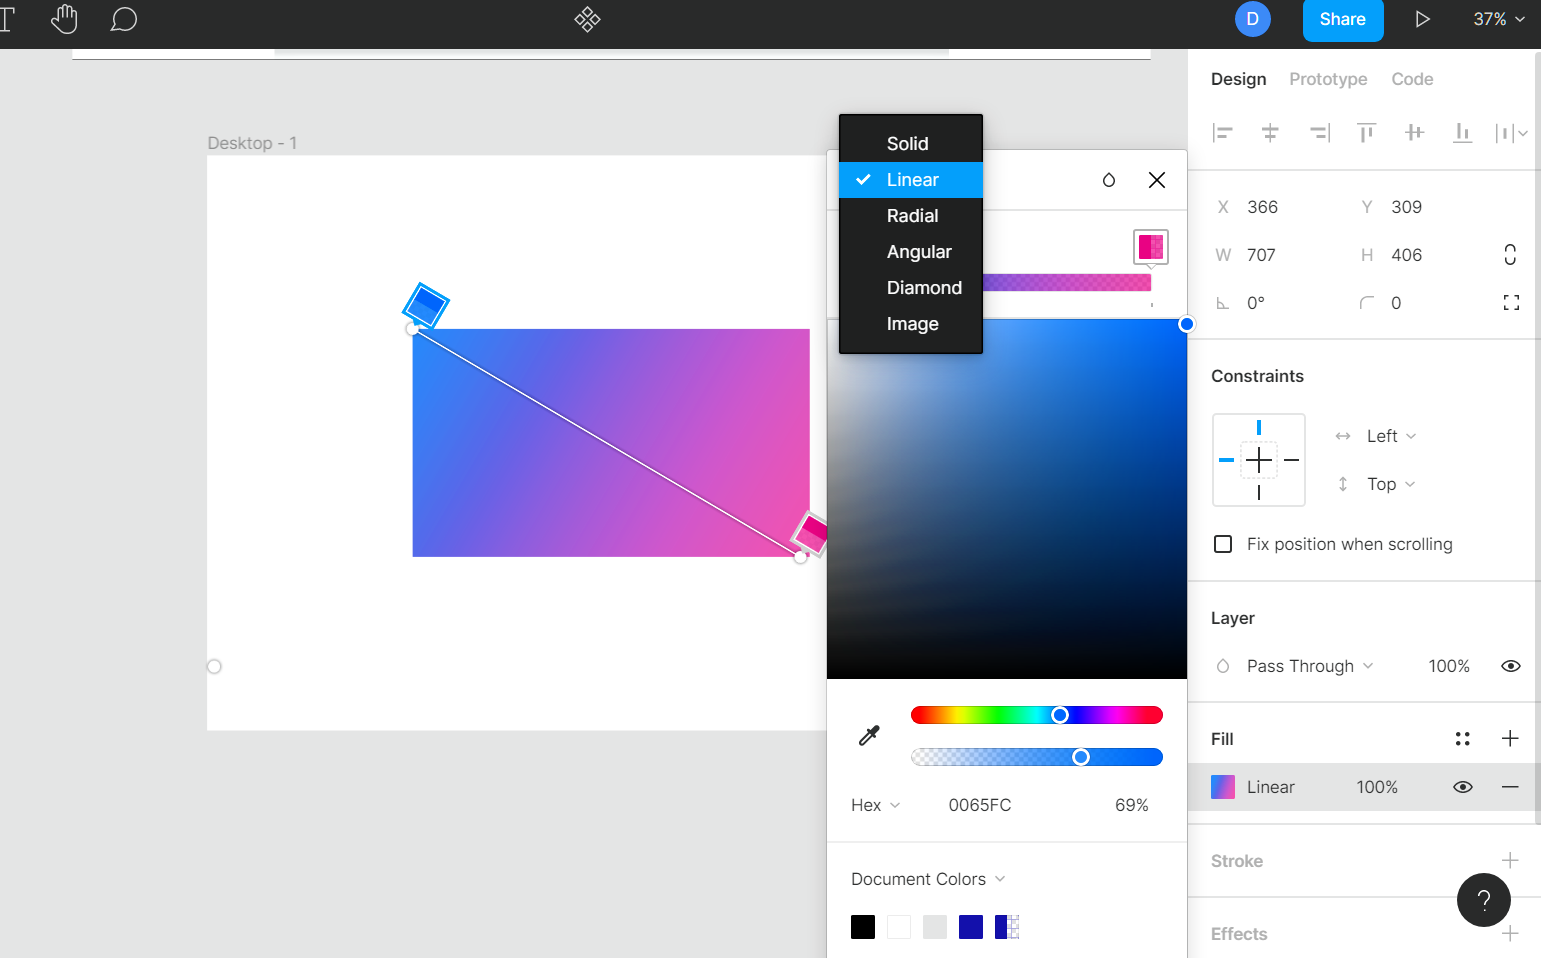 T
D
Share
37%
Design Prototype Code
Desktop - 1
Solid
Linear
Radial
Angular
Diamond
Image
X 366 Y 309
W 707 H 406
0° 0
Constraints
Left
Top
Fix position when scrolling
Layer
Pass Through 100%
Fill
Linear 100%
Hex 0065FC 69%
Document Colors
Stroke
?
Effects